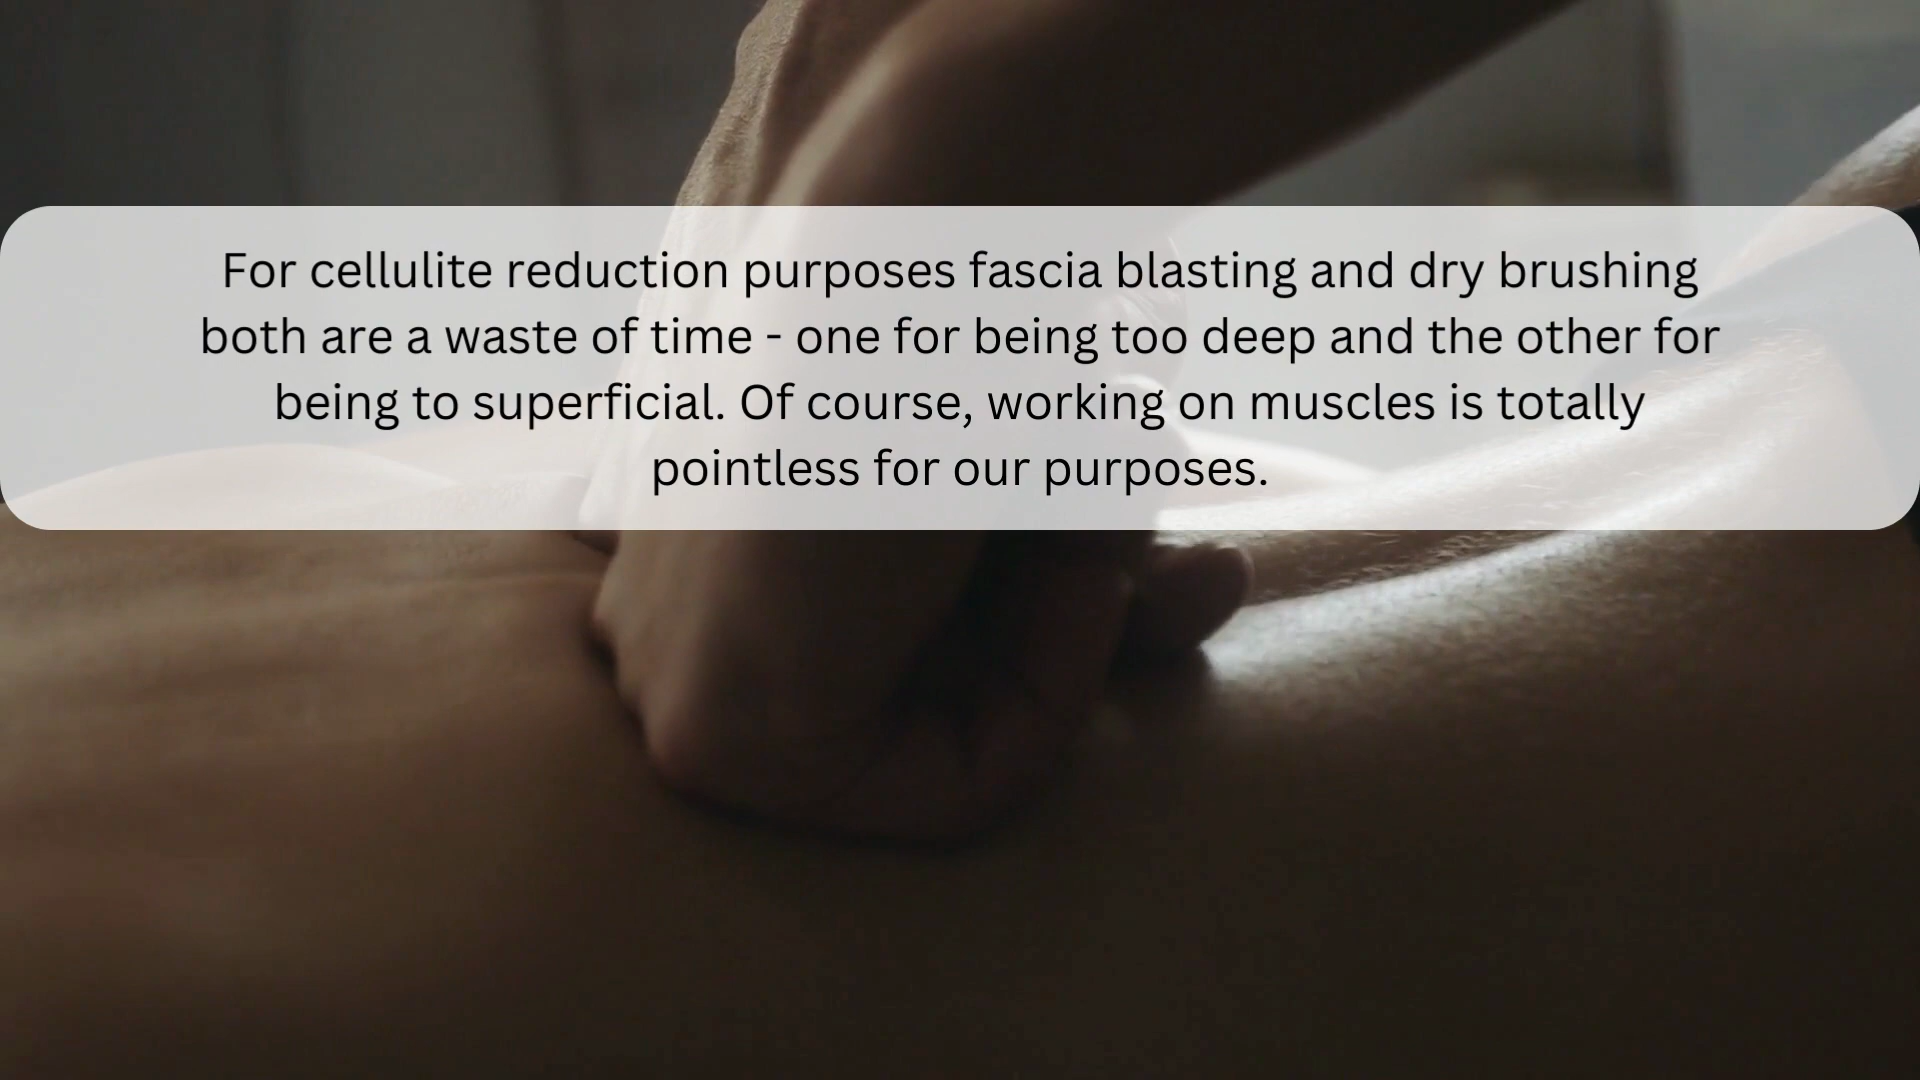 For cellulite reduction purposes fascia blasting and dry brushing
both are a waste of time - one for being too deep and the other for
being to superficial. Of course, working on muscles is totally
pointless for our purposes.